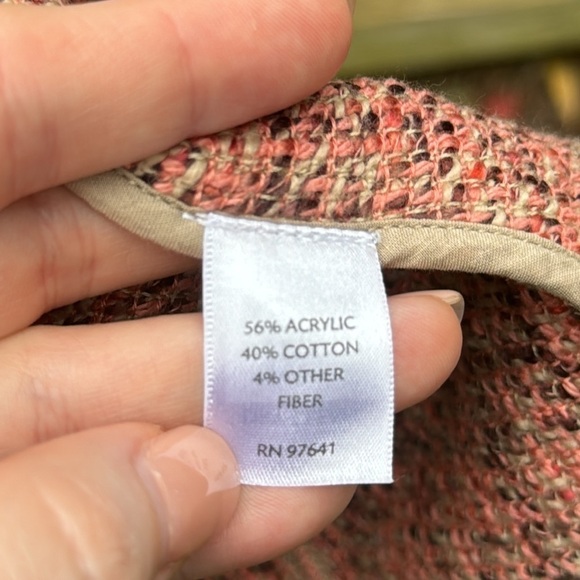 56% ACRYLIC
40% COTTON
4% OTHER
FIBER
RN 97641